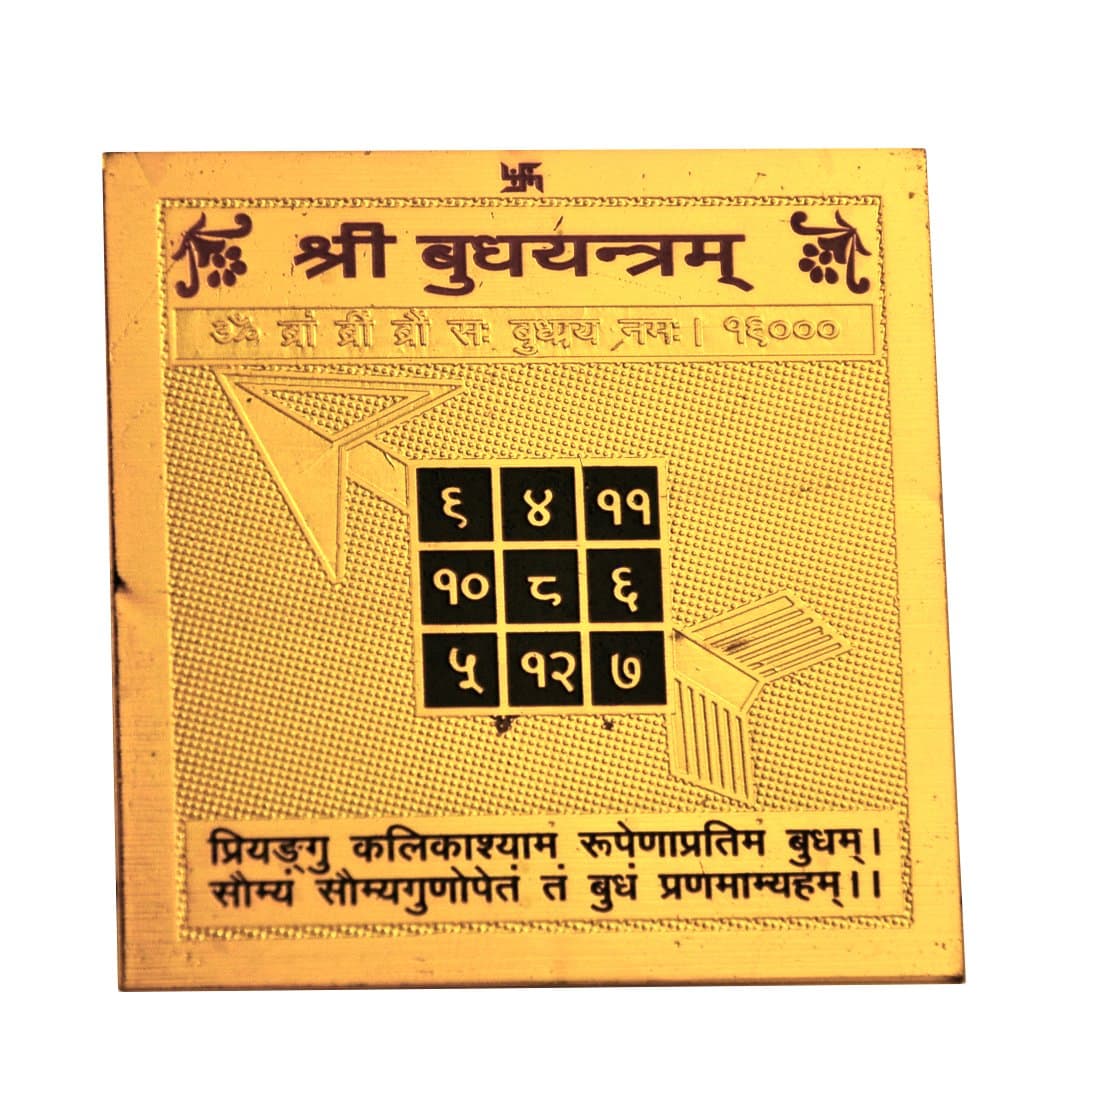 श्री बुधयंन्त्रम्
ॐ ब्रां ब्रीं ब्रौं सः बुधाय नमः। १६०००
९ ४ ११
१० ८ ६
५ १२ ७
प्रियङ्गु कलिकाश्यामं रूपेणाप्रतिमं बुधम्।
सौम्यं सौम्यगुणोपेतं तं बुधं प्रणमाम्यहम्।।